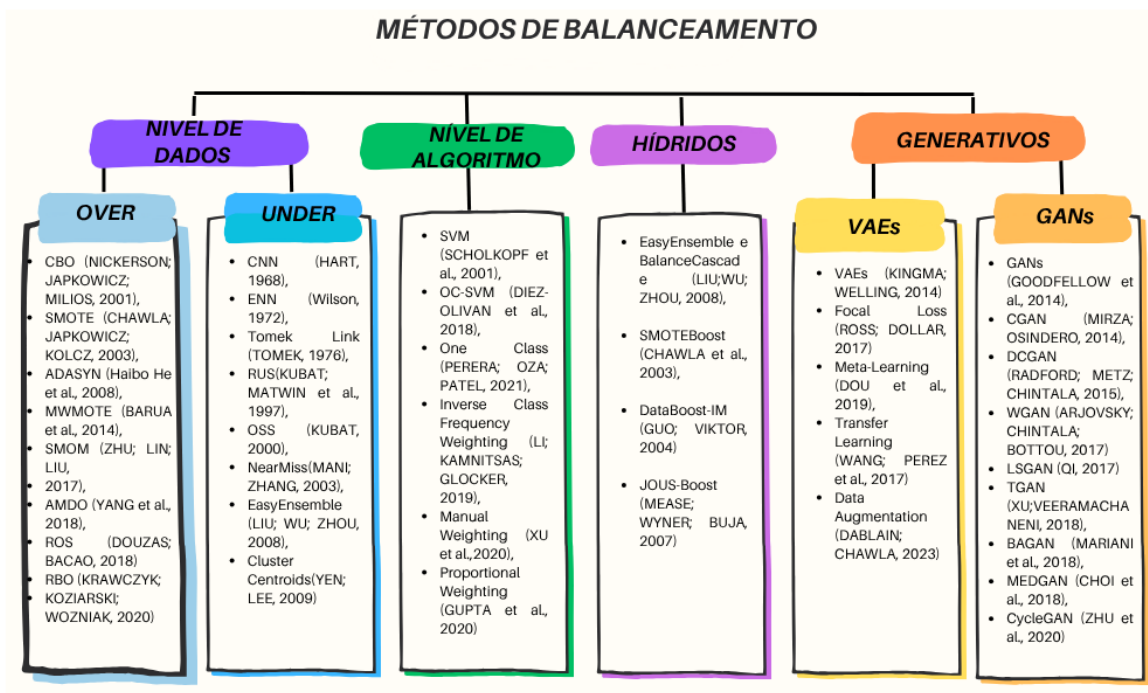 MÉTODOS DE BALANCEAMENTO
NIVEL DE
DADOS
OVER
CBO (NICKERSON;
JAPKOWICZ;
MILIOS, 2001),
SMOTE (CHAWLA;
JAPKOWICZ;
KOLCZ, 2003),
ADASYN (Haibo He
et al., 2008),
MWMOTE (BARUA
et al., 2014),
SMOM (ZHU; LIN;
LIU,
2017),
AMDO (YANG et al.,
2018),
ROS (DOUZAS;
BACAO, 2018)
RBO (KRAWCZYK;
KOZIARSKI;
WOZNIAK, 2020)
UNDER
CNN (HART,
1968),
ENN (Wilson,
1972),
Tomek Link
(TOMEK, 1976),
RUS(KUBAT;
MATWIN et al.,
1997),
OSS (KUBAT,
2000),
NearMiss(MANI;
ZHANG, 2003),
EasyEnsemble
(LIU; WU; ZHOU,
2008),
Cluster
Centroids(YEN;
LEE, 2009)
NÍVEL DE
ALGORITMO
SVM
(SCHOLKOPF et
al., 2001),
OC-SVM (DIEZ-
OLIVAN et al.,
2018),
One Class
(PERERA; OZA;
PATEL, 2021),
Inverse Class
Frequency
Weighting (LI;
KAMNITSAS;
GLOCKER,
2019),
Manual
Weighting (XU
et al.,2020),
Proportional
Weighting
(GUPTA et al.,
2020)
HÍDRIDOS
EasyEnsemble e
BalanceCascad
e (LIU;WU;
ZHOU, 2008),
SMOTEBoost
(CHAWLA et al.,
2003),
DataBoost-IM
(GUO; VIKTOR,
2004)
JOUS-Boost
(MEASE;
WYNER; BUJA,
2007)
GENERATIVOS
VAEs
VAEs (KINGMA;
WELLING, 2014)
Focal Loss
(ROSS; DOLLAR,
2017)
Meta-Learning
(DOU et al.,
2019),
Transfer
Learning
(WANG; PEREZ
et al., 2017)
Data
Augmentation
(DABLAIN;
CHAWLA, 2023)
GANs
GANs
(GOODFELLOW et
al., 2014),
CGAN (MIRZA;
OSINDERO, 2014),
DCGAN
(RADFORD; METZ;
CHINTALA, 2015),
WGAN (ARJOVSKY;
CHINTALA;
BOTTOU, 2017)
LSGAN (QI, 2017)
TGAN
(XU;VEERAMACHA
NENI, 2018),
BAGAN (MARIANI
et al., 2018),
MEDGAN (CHOI et
al., 2018),
CycleGAN (ZHU et
al., 2020)